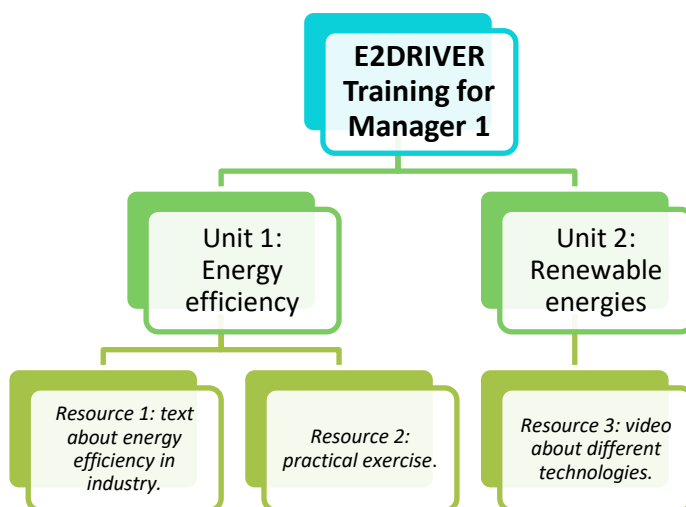 E2DRIVER
Training for
Manager 1
Unit 1:
Energy
efficiency
Unit 2:
Renewable
energies
Resource 1: text
about energy
efficiency in
industry.
Resource 2:
practical exercise.
Resource 3: video
about different
technologies.